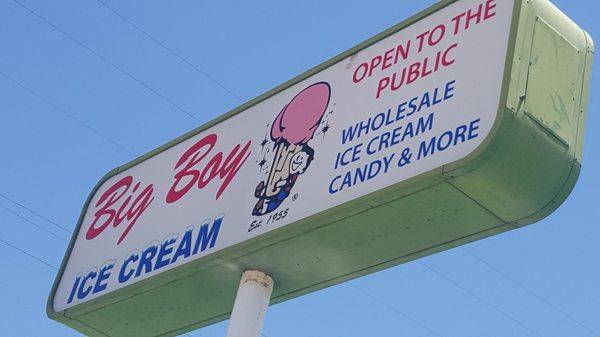 Big Boy
ICE CREAM
Est. 1955
®
OPEN TO THE
PUBLIC
WHOLESALE
ICE CREAM
CANDY & MORE